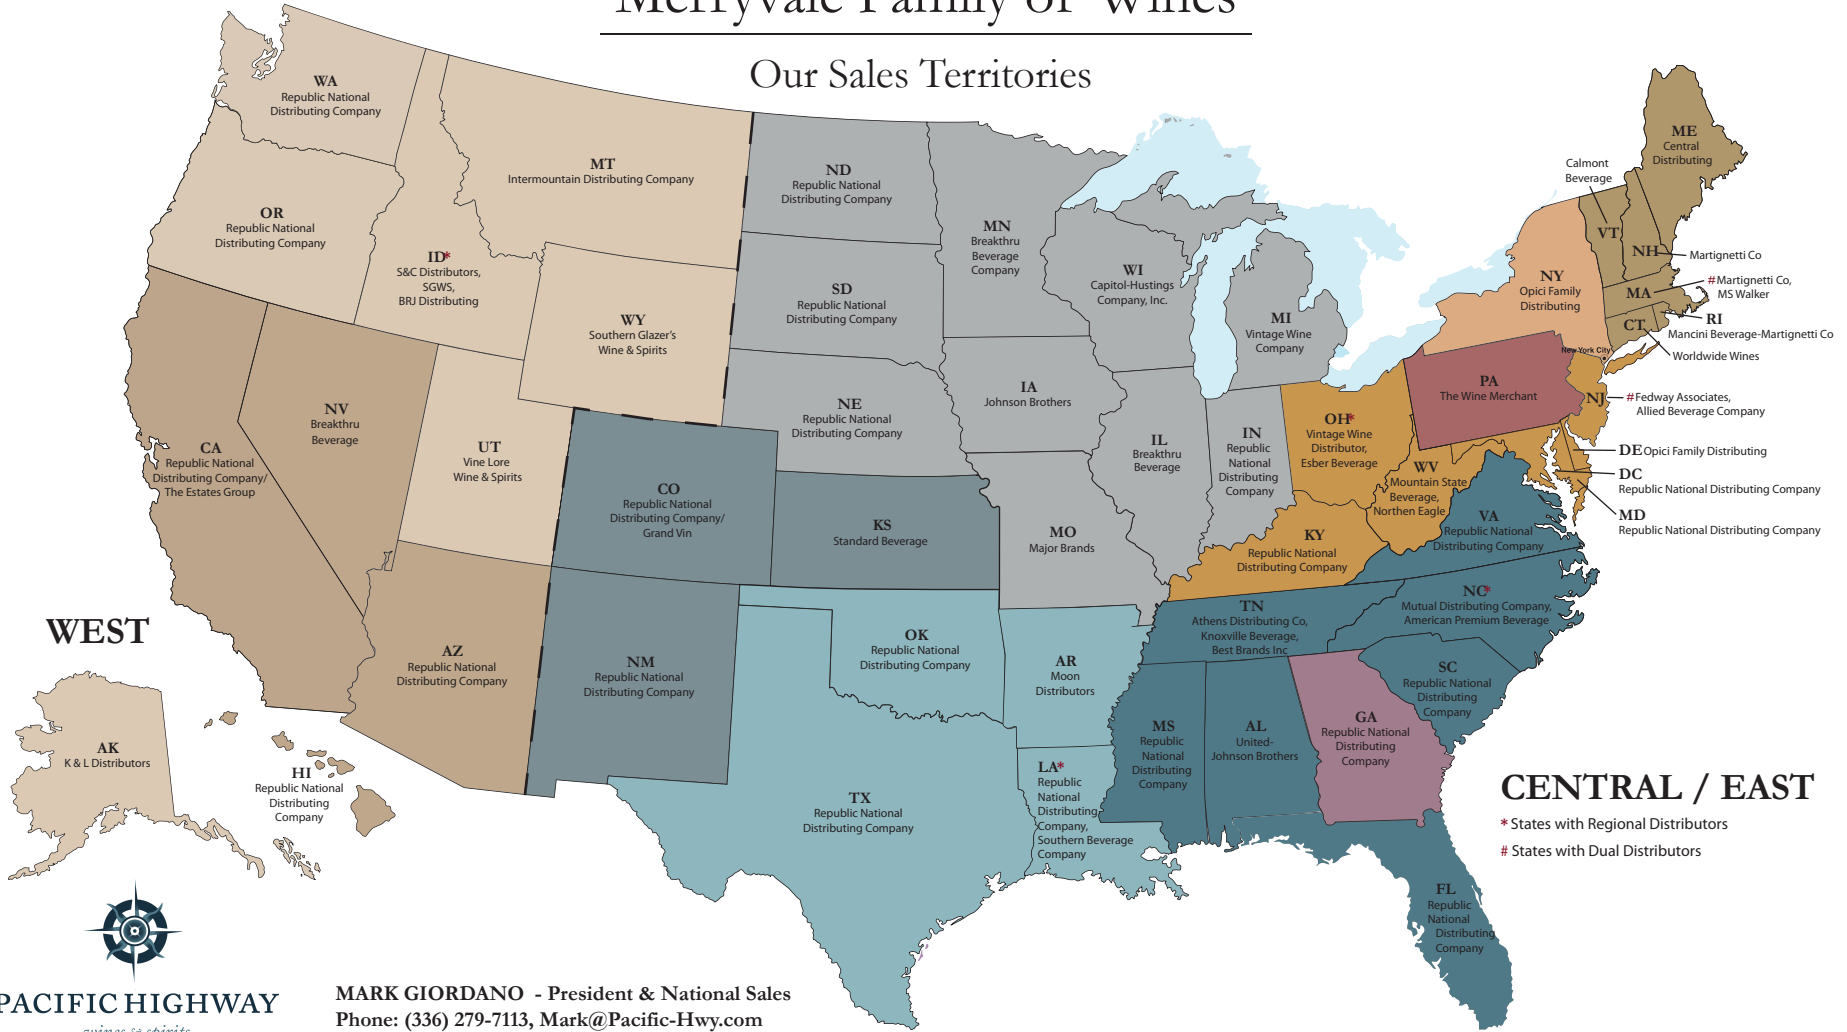 Merryvale Family of Wines
Our Sales Territories
WA
Republic National
Distributing Company
OR
Republic National
Distributing Company
ID*
S&C Distributors,
SGWS,
BRJ Distributing
MT
Intermountain Distributing Company
WY
Southern Glazer's
Wine & Spirits
NV
Breakthru
Beverage
UT
Vine Lore
Wine & Spirits
CA
Republic National
Distributing Company/
The Estates Group
AZ
Republic National
Distributing Company
CO
Republic National
Distributing Company/
Grand Vin
NM
Republic National
Distributing Company
ND
Republic National
Distributing Company
SD
Republic National
Distributing Company
NE
Republic National
Distributing Company
KS
Standard Beverage
OK
Republic National
Distributing Company
TX
Republic National
Distributing Company
MN
Breakthru
Beverage
Company
IA
Johnson Brothers
MO
Major Brands
AR
Moon
Distributors
LA*
Republic
National
Distributing
Company,
Southern Beverage
Company
WI
Capitol-Hustings
Company, Inc.
IL
Breakthru
Beverage
MI
Vintage Wine
Company
IN
Republic
National
Distributing
Company
OH*
Vintage Wine
Distributor,
Esber Beverage
WV
Mountain State
Beverage,
Northen Eagle
KY
Republic National
Distributing Company
TN
Athens Distributing Co,
Knoxville Beverage,
Best Brands Inc
MS
Republic
National
Distributing
Company
AL
United-
Johnson Brothers
GA
Republic National
Distributing
Company
FL
Republic
National
Distributing
Company
SC
Republic National
Distributing
Company
NC*
Mutual Distributing Company,
American Premium Beverage
VA
Republic National
Distributing Company
PA
The Wine Merchant
NY
Opici Family
Distributing
New York City
ME
Central
Distributing
Calmont
Beverage
VT
NH
Martignetti Co
MA
#Martignetti Co,
MS Walker
RI
Mancini Beverage-Martignetti Co
CT
Worldwide Wines
NJ
#Fedway Associates,
Allied Beverage Company
DE Opici Family Distributing
DC
Republic National Distributing Company
MD
Republic National Distributing Company
WEST
AK
K & L Distributors
HI
Republic National
Distributing
Company
CENTRAL / EAST
* States with Regional Distributors
# States with Dual Distributors
PACIFIC HIGHWAY
wines & spirits
MARK GIORDANO - President & National Sales
Phone: (336) 279-7113, Mark@Pacific-Hwy.com